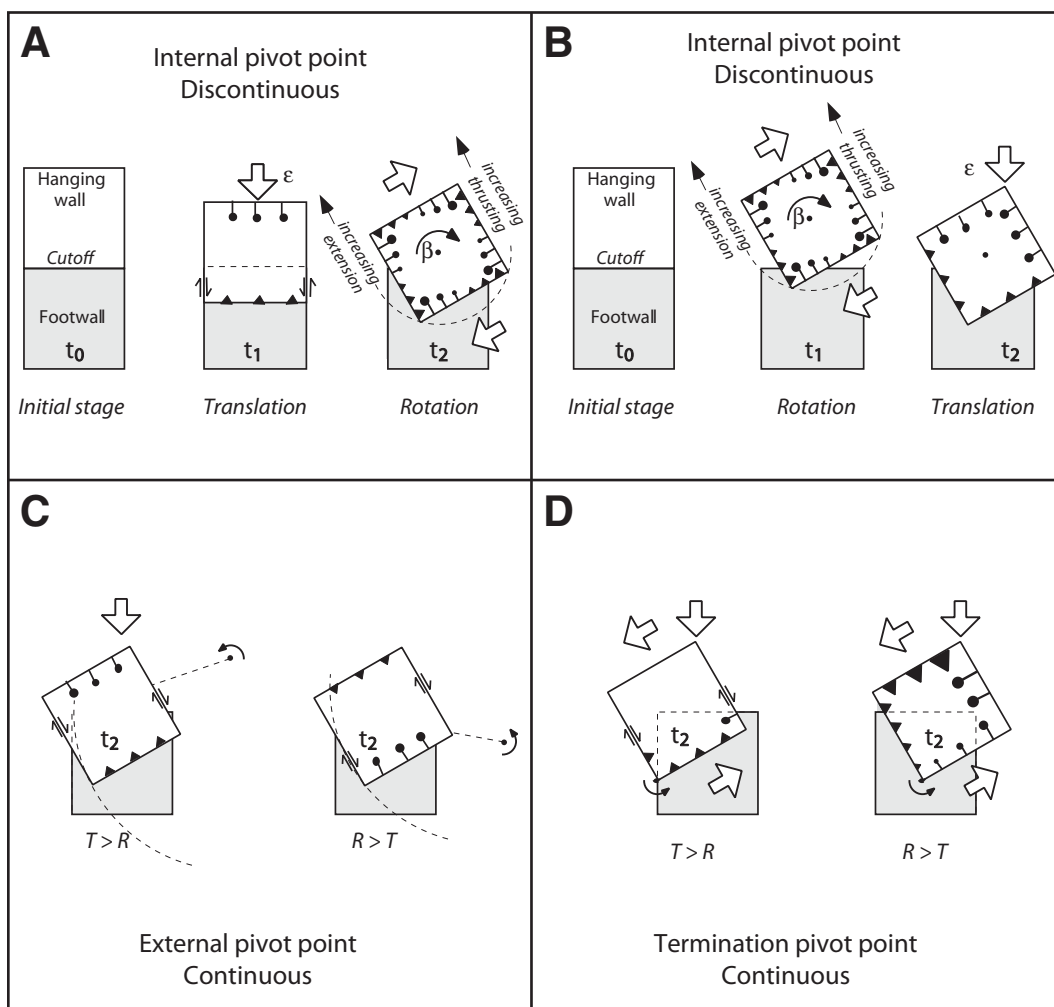 A
Internal pivot point
Discontinuous
Hanging
wall
Cutoff
Footwall
t0
Initial stage
ε
t1
Translation
increasing
extension
β
increasing
thrusting
t2
Rotation
B
Internal pivot point
Discontinuous
Hanging
wall
Cutoff
Footwall
t0
Initial stage
increasing
extension
β
increasing
thrusting
t1
Rotation
ε
t2
Translation
C
t2
T > R
t2
R > T
External pivot point
Continuous
D
t2
T > R
t2
R > T
Termination pivot point
Continuous